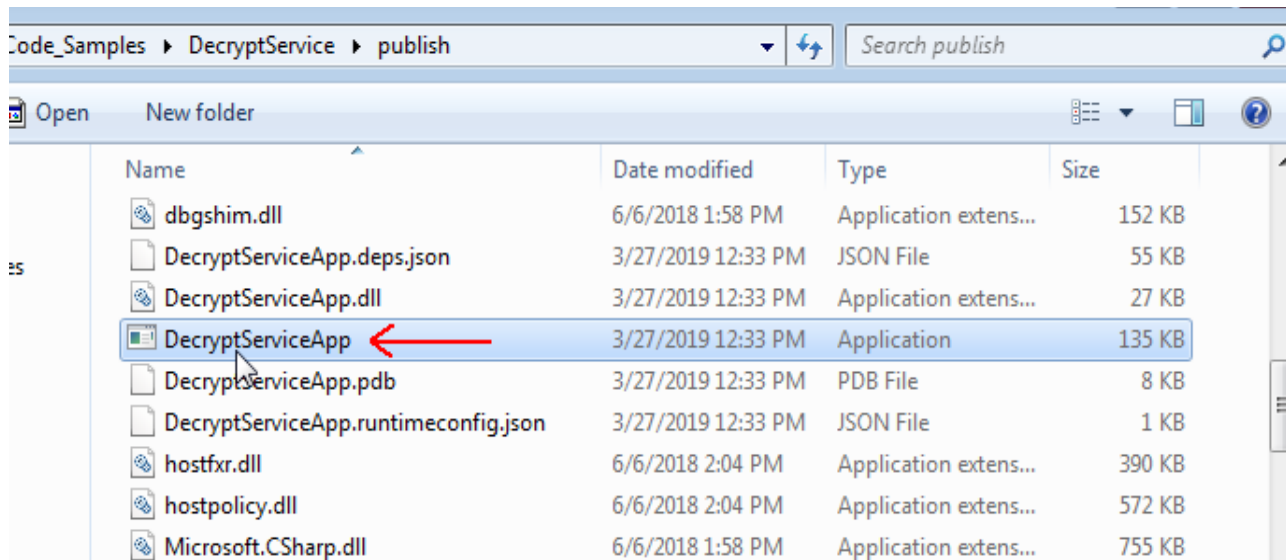 Code_Samples DecryptService publish Search publish
Open New folder
Name Date modified Type Size
dbgshim.dll 6/6/2018 1:58 PM Application extens... 152 KB
es DecryptServiceApp.deps.json 3/27/2019 12:33 PM JSON File 55 KB
DecryptServiceApp.dll 3/27/2019 12:33 PM Application extens... 27 KB
DecryptServiceApp 3/27/2019 12:33 PM Application 135 KB
DecryptServiceApp.pdb 3/27/2019 12:33 PM PDB File 8 KB
DecryptServiceApp.runtimeconfig.json 3/27/2019 12:33 PM JSON File 1 KB
hostfxr.dll 6/6/2018 2:04 PM Application extens... 390 KB
hostpolicy.dll 6/6/2018 2:04 PM Application extens... 572 KB
Microsoft.CSharp.dll 6/6/2018 1:58 PM Application extens... 755 KB